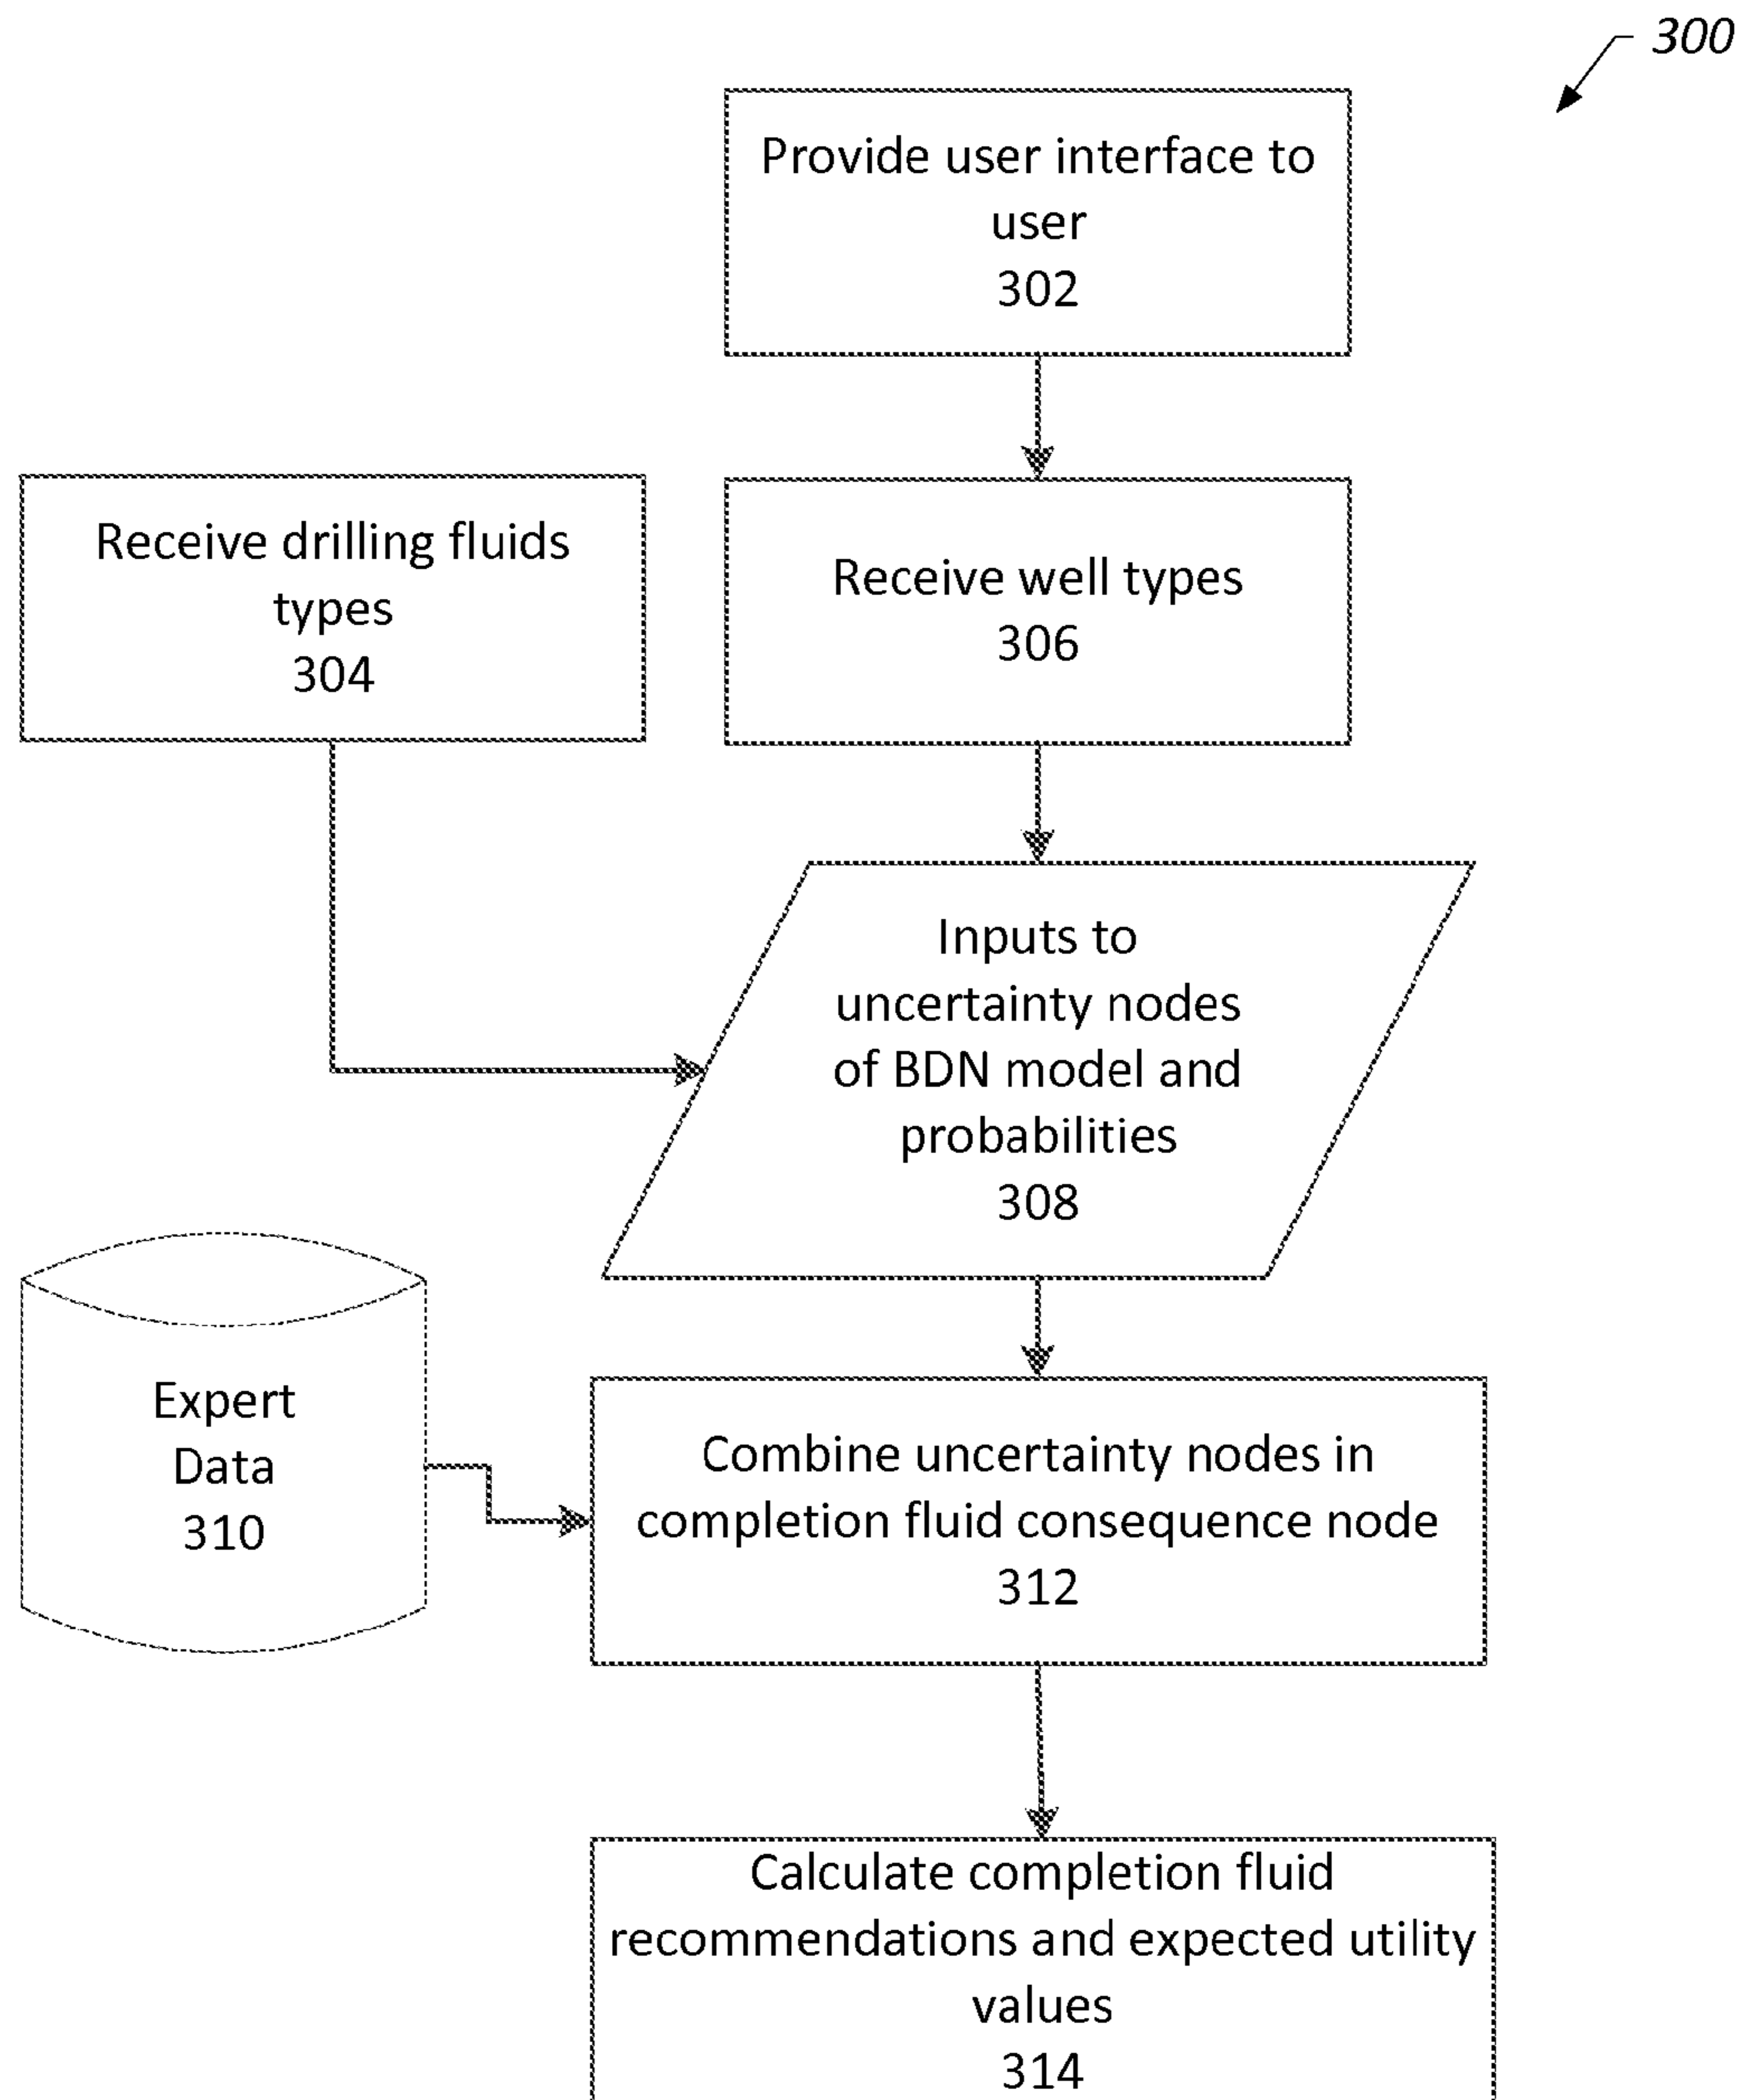 300
Provide user interface to
user
302
Receive drilling fluids
types
304
Receive well types
306
Inputs to
uncertainty nodes
of BDN model and
probabilities
308
Expert
Data
310
Combine uncertainty nodes in
completion fluid consequence node
312
Calculate completion fluid
recommendations and expected utility
values
314